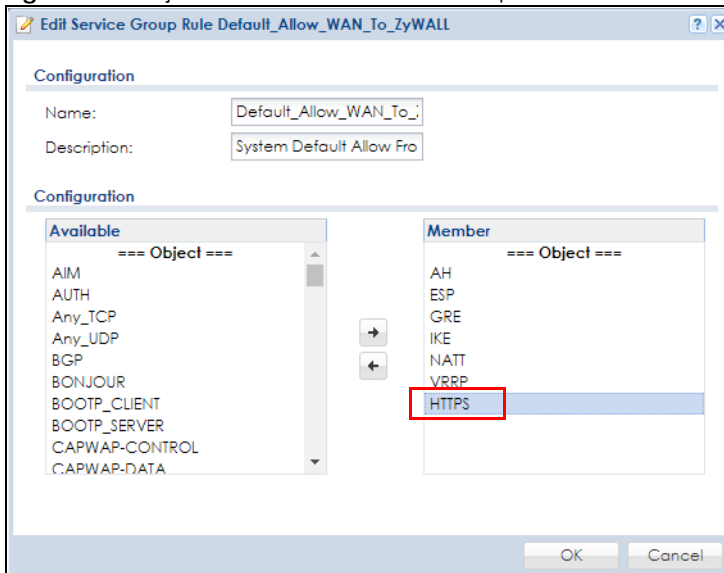 Edit Service Group Rule Default_Allow_WAN_To_ZyWALL
Configuration
Name: Default_Allow_WAN_To_
Description: System Default Allow Fro
Configuration
Available
=== Object ===
AIM
AUTH
Any_TCP
Any_UDP
BGP
BONJOUR
BOOTP_CLIENT
BOOTP_SERVER
CAPWAP-CONTROL
CAPWAP-DATA
Member
=== Object ===
AH
ESP
GRE
IKE
NATT
VRRP
HTTPS
OK Cancel